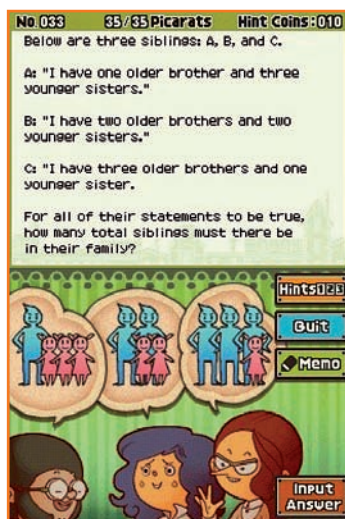 No.033 35/35 Picarats Hint Coins:010
Below are three siblings: A, B, and C.
A: "I have one older brother and three
younger sisters."
B: "I have two older brothers and two
younger sisters."
C: "I have three older brothers and one
younger sister.
For all of their statements to be true,
how many total siblings must there be
in their family?
Hints123
Quit
Memo
Input
Answer